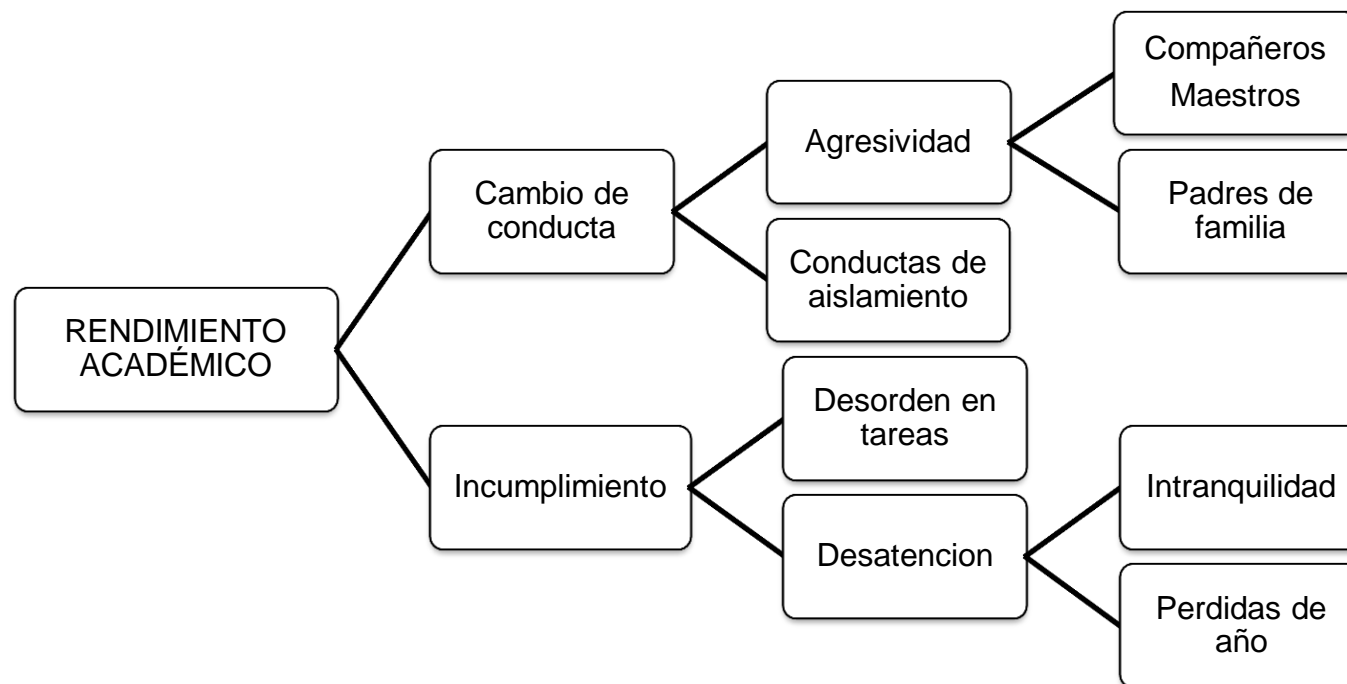 RENDIMIENTO
ACADÉMICO
Cambio de
conducta
Agresividad
Compañeros
Maestros
Padres de
familia
Conductas de
aislamiento
Incumplimiento
Desorden en
tareas
Desatencion
Intranquilidad
Perdidas de
año